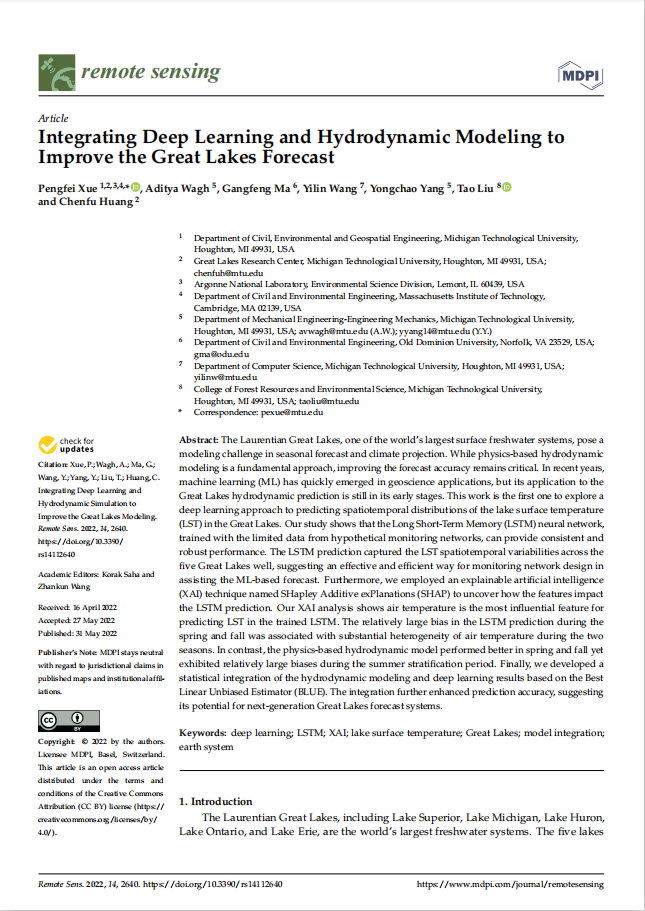 remote sensing
MDPI
Article
Integrating Deep Learning and Hydrodynamic Modeling to
Improve the Great Lakes Forecast
Pengfei Xue 1,2,3,4,*, Aditya Wagh 5, Gangfeng Ma 6, Yilin Wang 7, Yongchao Yang 5, Tao Liu 8
and Chenfu Huang 2
1 Department of Civil, Environmental and Geospatial Engineering, Michigan Technological University,
Houghton, MI 49931, USA
2 Great Lakes Research Center, Michigan Technological University, Houghton, MI 49931, USA;
chenfuh@mtu.edu
3 Argonne National Laboratory, Environmental Science Division, Lemont, IL 60439, USA
4 Department of Civil and Environmental Engineering, Massachusetts Institute of Technology,
Cambridge, MA 02139, USA
5 Department of Mechanical Engineering-Engineering Mechanics, Michigan Technological University,
Houghton, MI 49931, USA; avwagh@mtu.edu (A.W.); yyang14@mtu.edu (Y.Y.)
6 Department of Civil and Environmental Engineering, Old Dominion University, Norfolk, VA 23529, USA;
gma@odu.edu
7 Department of Computer Science, Michigan Technological University, Houghton, MI 49931, USA;
yilinw@mtu.edu
8 College of Forest Resources and Environmental Science, Michigan Technological University,
Houghton, MI 49931, USA; taoliu@mtu.edu
* Correspondence: pexue@mtu.edu
Abstract: The Laurentian Great Lakes, one of the world's largest surface freshwater systems, pose a
modeling challenge in seasonal forecast and climate projection. While physics-based hydrodynamic
modeling is a fundamental approach, improving the forecast accuracy remains critical. In recent years,
machine learning (ML) has quickly emerged in geoscience applications, but its application to the
Great Lakes hydrodynamic prediction is still in its early stages. This work is the first one to explore a
deep learning approach to predicting spatiotemporal distributions of the lake surface temperature
(LST) in the Great Lakes. Our study shows that the Long Short-Term Memory (LSTM) neural network,
trained with the limited data from hypothetical monitoring networks, can provide consistent and
robust performance. The LSTM prediction captured the LST spatiotemporal variabilities across the
five Great Lakes well, suggesting an effective and efficient way for monitoring network design in
assisting the ML-based forecast. Furthermore, we employed an explainable artificial intelligence
(XAI) technique named SHapley Additive exPlanations (SHAP) to uncover how the features impact
the LSTM prediction. Our XAI analysis shows air temperature is the most influential feature for
predicting LST in the trained LSTM. The relatively large bias in the LSTM prediction during the
spring and fall was associated with substantial heterogeneity of air temperature during the two
seasons. In contrast, the physics-based hydrodynamic model performed better in spring and fall yet
exhibited relatively large biases during the summer stratification period. Finally, we developed a
statistical integration of the hydrodynamic modeling and deep learning results based on the Best
Linear Unbiased Estimator (BLUE). The integration further enhanced prediction accuracy, suggesting
its potential for next-generation Great Lakes forecast systems.
Keywords: deep learning; LSTM; XAI; lake surface temperature; Great Lakes; model integration;
earth system
check for
updates
Citation: Xue, P.; Wagh, A.; Ma, G.;
Wang, Y.; Yang, Y.; Liu, T.; Huang, C.
Integrating Deep Learning and
Hydrodynamic Simulation to
Improve the Great Lakes Modeling.
Remote Sens. 2022, 14, 2640.
https://doi.org/10.3390/
rs14112640
Academic Editors: Korak Saha and
Zhankun Wang
Received: 16 April 2022
Accepted: 27 May 2022
Published: 31 May 2022
Publisher's Note: MDPI stays neutral
with regard to jurisdictional claims in
published maps and institutional affil-
iations.
CC BY
Copyright: © 2022 by the authors.
Licensee MDPI, Basel, Switzerland.
This article is an open access article
distributed under the terms and
conditions of the Creative Commons
Attribution (CC BY) license (https://
creativecommons.org/licenses/by/
4.0/).
1. Introduction
The Laurentian Great Lakes, including Lake Superior, Lake Michigan, Lake Huron,
Lake Ontario, and Lake Erie, are the world's largest freshwater systems. The five lakes
Remote Sens. 2022, 14, 2640. https://doi.org/10.3390/rs14112640
https://www.mdpi.com/journal/remotesensing